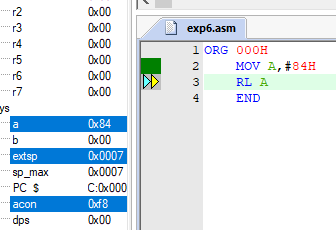 r2 0x00
r3 0x00
r4 0x00
r5 0x00
r6 0x00
r7 0x00
ys
a 0x84
b 0x00
extsp 0x0007
sp_max 0x0007
PC $ C:0x000
acon 0xf8
dps 0x00
exp6.asm
1 ORG 000H
2 MOV A,#84H
3 RL A
4 END